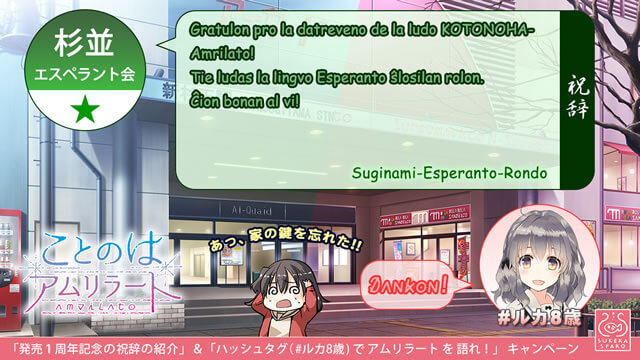 杉並
エスペラント会
Gratulon pro la datreveno de la ludo KOTONOHA-
Amrilato!
Tie ludas la lingvo Esperanto ŝlosilan rolon.
Ĉion bonan al vi!
Suginami-Esperanto-Rondo
祝辞
Al-Quaid
あっ、家の鍵を忘れた!!
ことのは
アムリラート
AMRILATO
Dankon!
#ルカ8歳
SUKERA SPARO
「発売1周年記念の祝辞の紹介」&「ハッシュタグ(#ルカ8歳)でアムリラートを語れ!」キャンペーン